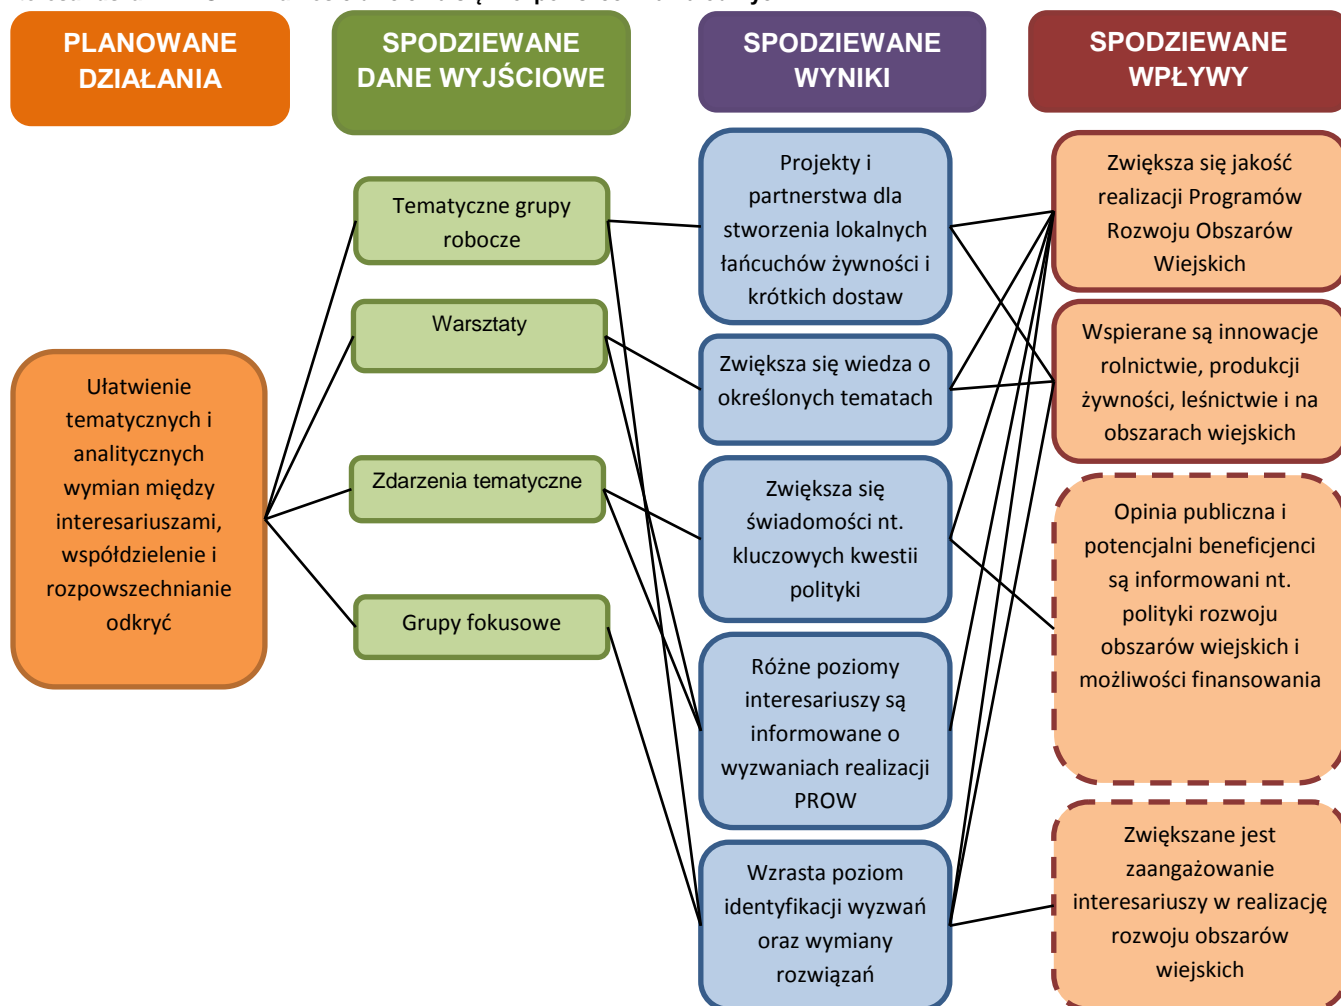 PLANOWANE
DZIAŁANIA
SPODZIEWANE
DANE WYJŚCIOWE
SPODZIEWANE
WYNIKI
SPODZIEWANE
WPŁYWY
Ułatwienie
tematycznych i
analitycznych
wymian między
interesariuszami,
współdzielenie i
rozpowszechnianie
odkryć
Tematyczne grupy
robocze
Warsztaty
Zdarzenia tematyczne
Grupy fokusowe
Projekty i
partnerstwa dla
stworzenia lokalnych
łańcuchów żywności i
krótkich dostaw
Zwiększa się wiedza o
określonych tematach
Zwiększa się
świadomości nt.
kluczowych kwestii
polityki
Różne poziomy
interesariuszy są
informowane o
wyzwaniach realizacji
PROW
Wzrasta poziom
identyfikacji wyzwań
oraz wymiany
rozwiązań
Zwiększa się jakość
realizacji Programów
Rozwoju Obszarów
Wiejskich
Wspierane są innowacje
rolnictwie, produkcji
żywności, leśnictwie i na
obszarach wiejskich
Opinia publiczna i
potencjalni beneficjenci
są informowani nt.
polityki rozwoju
obszarów wiejskich i
możliwości finansowania
Zwiększane jest
zaangażowanie
interesariuszy w realizację
rozwoju obszarów
wiejskich